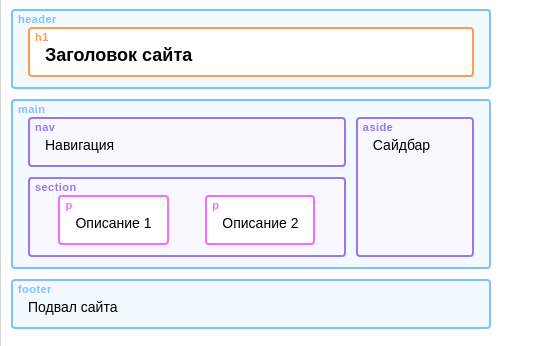 header
h1
Заголовок сайта
main
nav
Навигация
aside
Сайдбар
section
p
Описание 1
p
Описание 2
footer
Подвал сайта